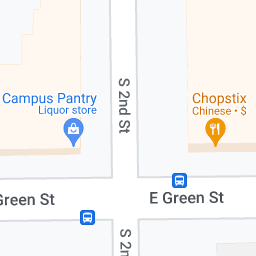 Campus Pantry
Liquor store
S 2nd St
Chopstix
Chinese • $
Green St
E Green St
S 2n